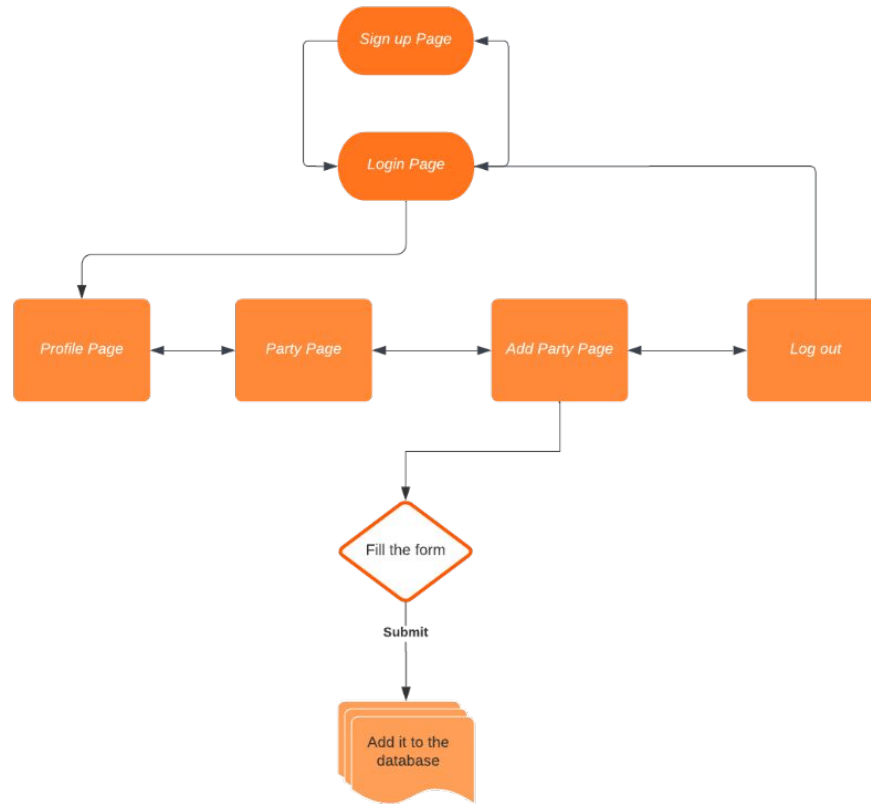 Sign up Page
Login Page
Profile Page
Party Page
Add Party Page
Log out
Fill the form
Submit
Add it to the
database